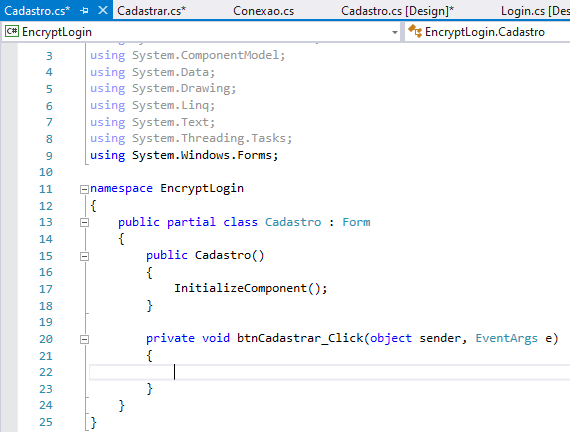 Cadastro.cs* Cadastrar.cs* Conexao.cs Cadastro.cs [Design]* Login.cs [Des
C# EncryptLogin EncryptLogin.Cadastro
3 using System.ComponentModel;
4 using System.Data;
5 using System.Drawing;
6 using System.Linq;
7 using System.Text;
8 using System.Threading.Tasks;
9 using System.Windows.Forms;
10
11 namespace EncryptLogin
12 {
13 public partial class Cadastro : Form
14 {
15 public Cadastro()
16 {
17 InitializeComponent();
18 }
19
20 private void btnCadastrar_Click(object sender, EventArgs e)
21 {
22
23 }
24 }
25 }